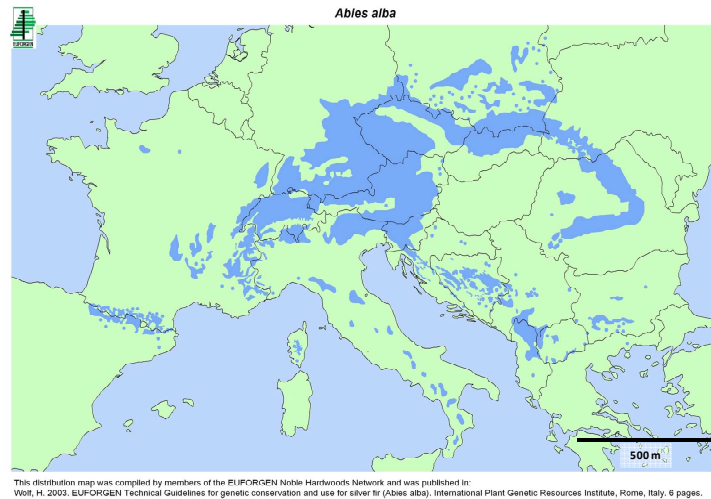 Abies alba
EUFORGEN
500 m
This distribution map was compiled by members of the EUFORGEN Noble Hardwoods Network and was published in:
Wolf, H. 2003. EUFORGEN Technical Guidelines for genetic conservation and use for silver fir (Abies alba). International Plant Genetic Resources Institute, Rome, Italy. 6 pages.